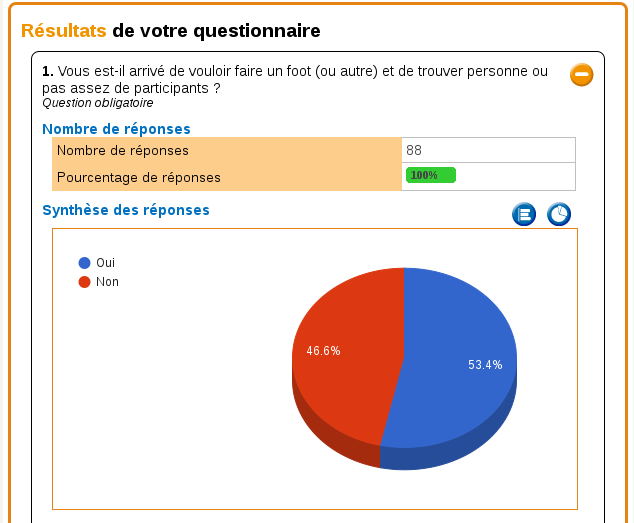 Résultats de votre questionnaire
1. Vous est-il arrivé de vouloir faire un foot (ou autre) et de trouver personne ou
pas assez de participants ?
Question obligatoire
Nombre de réponses
Nombre de réponses 88
Pourcentage de réponses 100%
Synthèse des réponses
Oui
Non
46.6%
53.4%